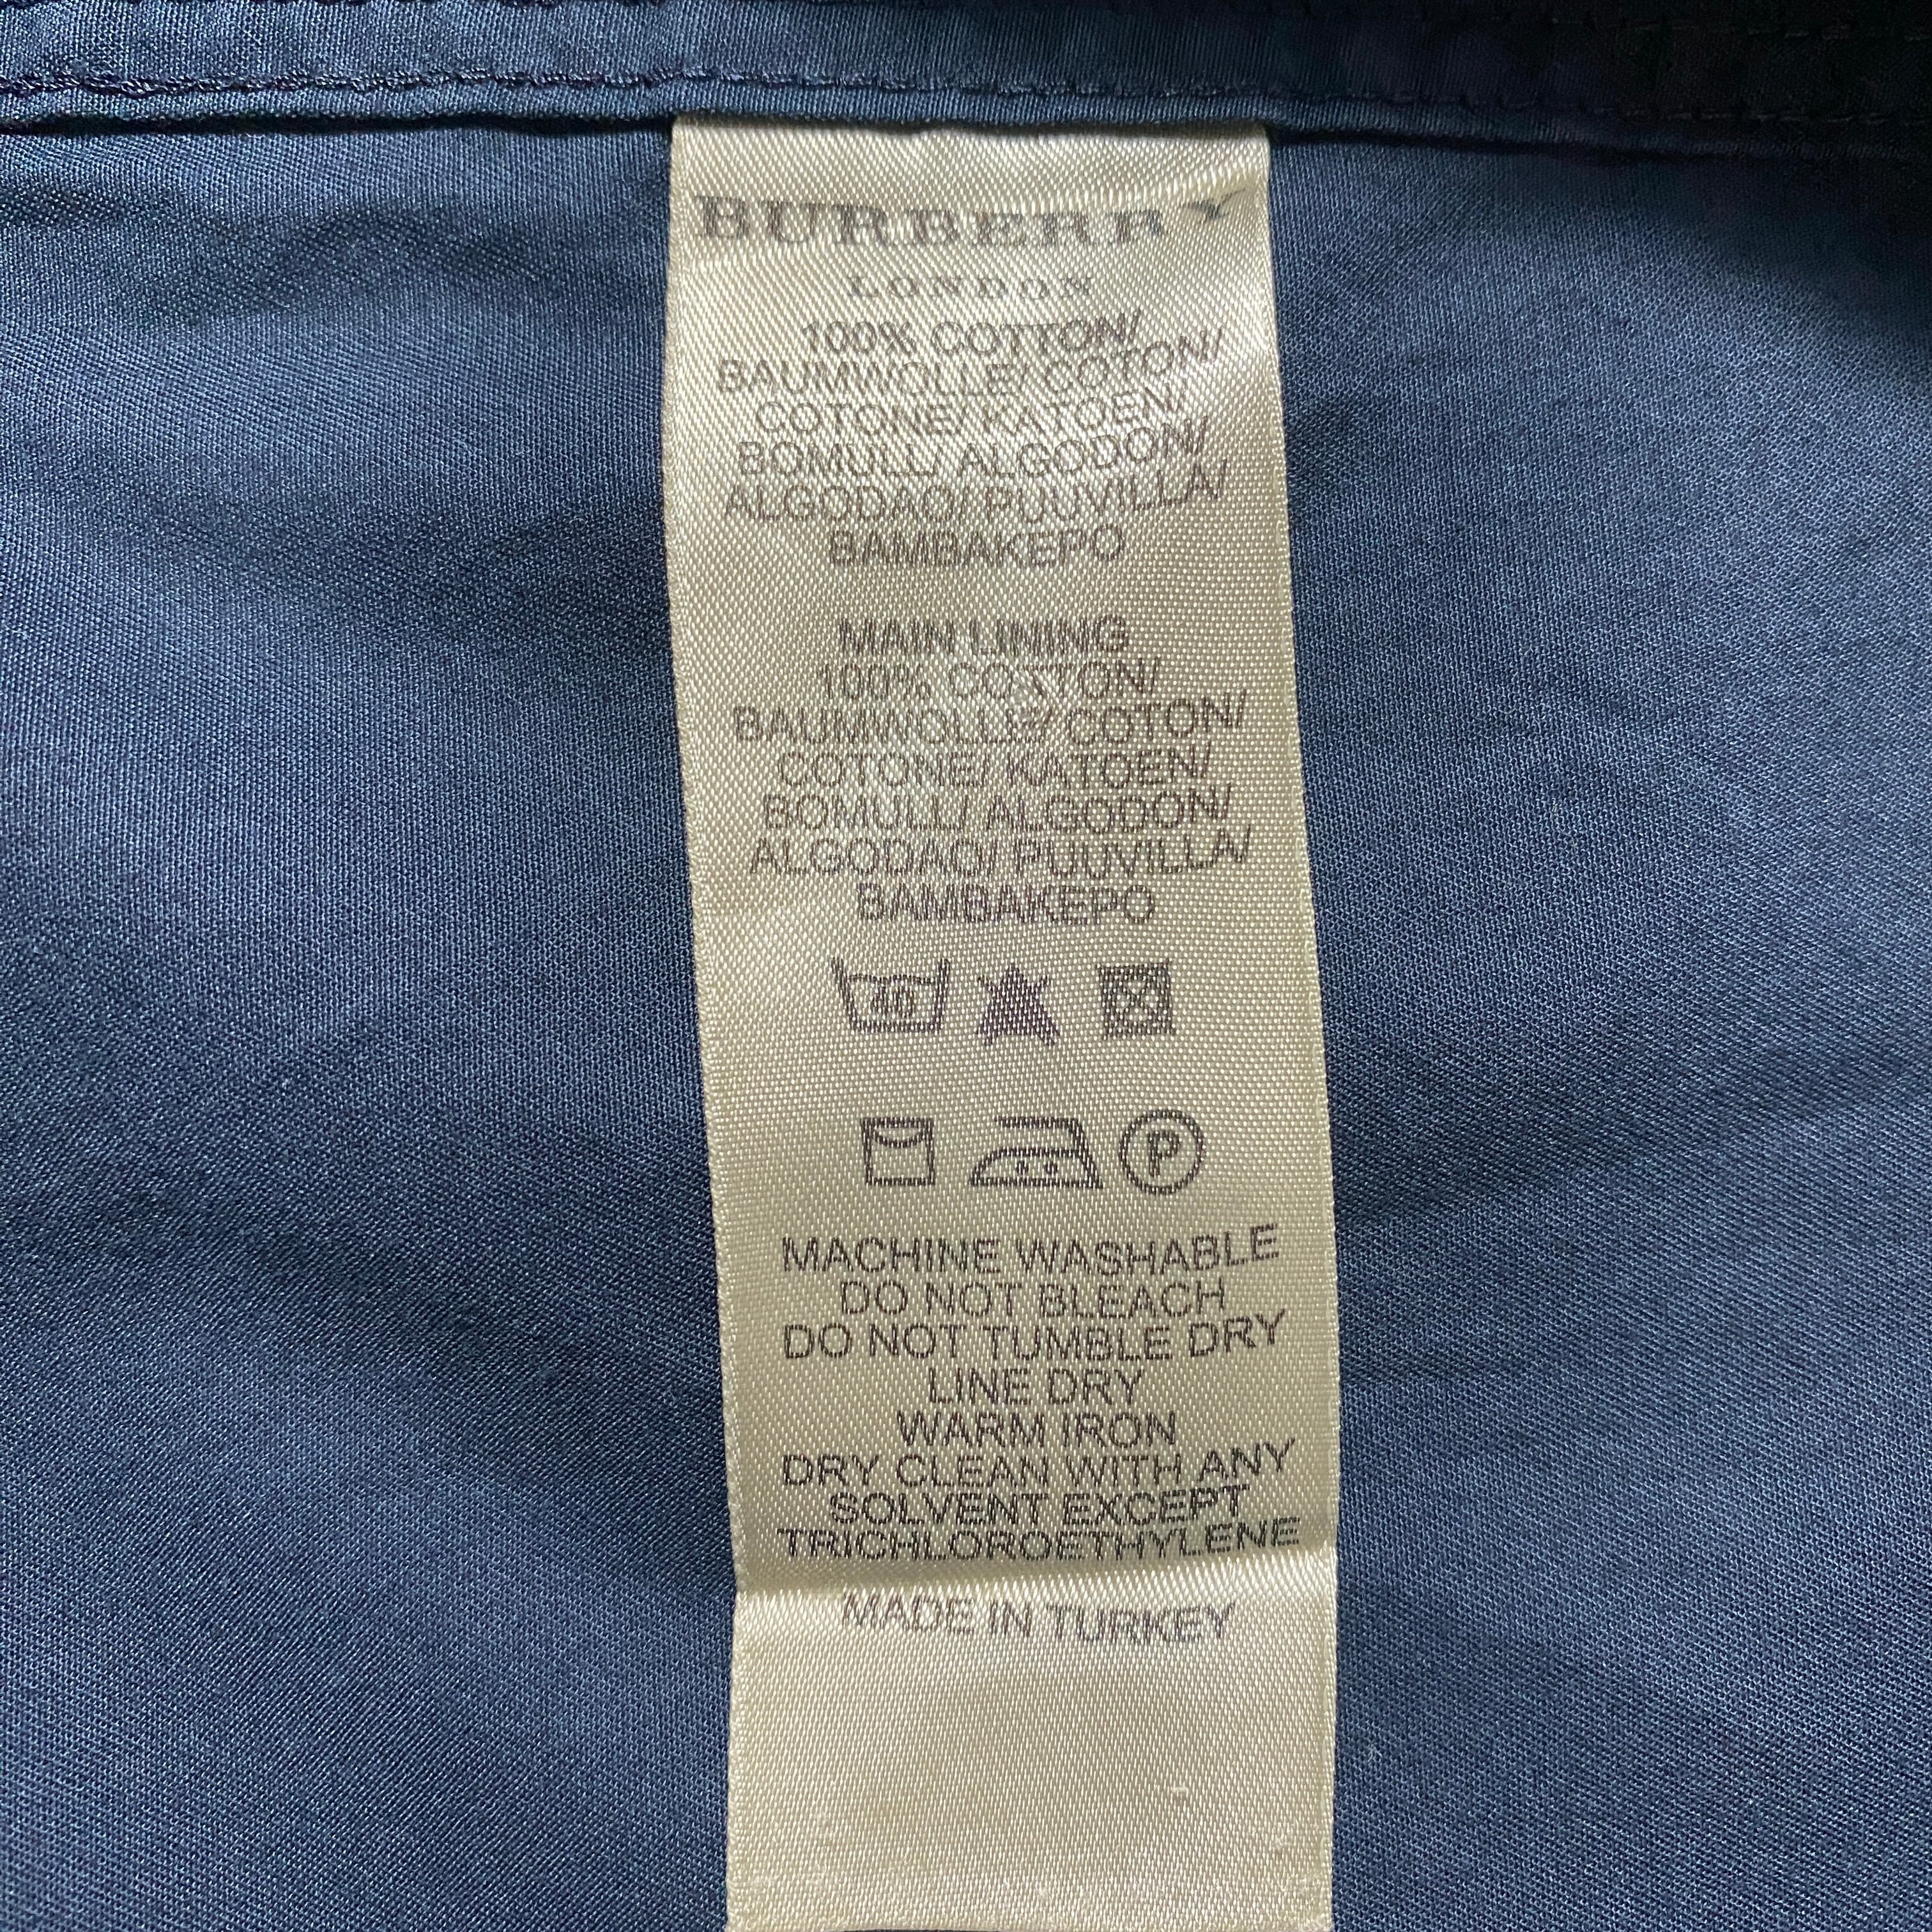 BURBERRY
LONDON
100% COTTON/
BAUMWOLLE/ COTON/
COTONE/ KATOEN/
BOMULL/ ALGODON/
ALGODAO/ PUUVILLA/
BAMBAKEPO
MAIN LINING
100% COTTON/
BAUMWOLLE/ COTON/
COTONE/ KATOEN/
BOMULL/ ALGODON/
ALGODAO/ PUUVILLA/
BAMBAKEPO
40
P
MACHINE WASHABLE
DO NOT BLEACH
DO NOT TUMBLE DRY
LINE DRY
WARM IRON
DRY CLEAN WITH ANY
SOLVENT EXCEPT
TRICHLOROETHYLENE
MADE IN TURKEY